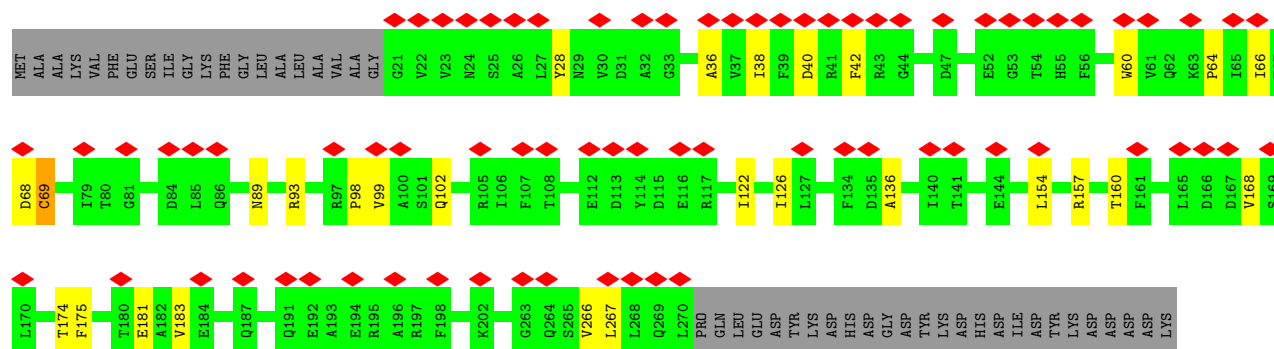 MET ALA ALA LYS VAL PHE GLU SER ILE GLY LYS PHE GLY LEU ALA LEU ALA VAL ALA GLY G21 V22 V23 N24 S25 A26 L27 Y28 N29 V30 D31 A32 G33 A36 V37 I38 F39 D40 R41 F42 R43 G44 D47 E52 G53 T54 H55 F56 W60 V61 Q62 K63 P64 I65 I66
D68 C69 I79 T80 G81 D84 L85 Q86 N89 R93 R97 P98 V99 A100 S101 Q102 R105 I106 F107 T108 E112 D113 Y114 D115 E116 R117 I122 I126 L127 F134 D135 A136 I140 T141 E144 L154 R157 T160 F161 L165 D166 D167 V168 S169
L170 T174 F175 T180 E181 A182 V183 E184 Q187 Q191 E192 A193 E194 R195 A196 R197 F198 K202 G263 Q264 S265 V266 L267 L268 Q269 L270 PRO GLN LEU GLU ASP TYR LYS ASP HIS ASP GLY ASP TYR LYS ASP HIS ASP ILE ASP TYR LYS ASP ASP ASP ASP LYS